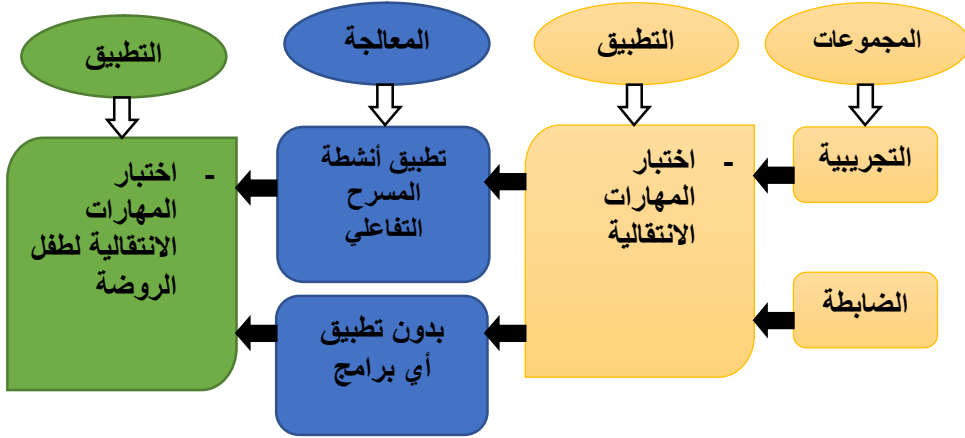 المجموعات
التطبيق
المعالجة
التطبيق
التجريبية
الضابطة
- اختبار
المهارات
الانتقالية
تطبيق أنشطة
المسرح
التفاعلي
بدون تطبيق
أي برامج
- اختبار
المهارات
الانتقالية لطفل
الروضة